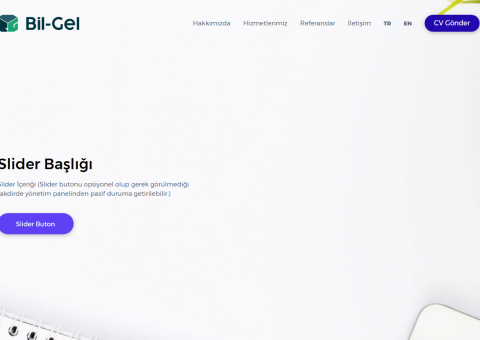 Bil-Gel
Hakkımızda Hizmetlerimiz Referanslar İletişim TR EN CV Gönder
Slider Başlığı
Slider İçeriği (Slider butonu opsiyonel olup gerek görülmediği
takdirde yönetim panelinden pasif duruma getirilebilir.)
Slider Buton